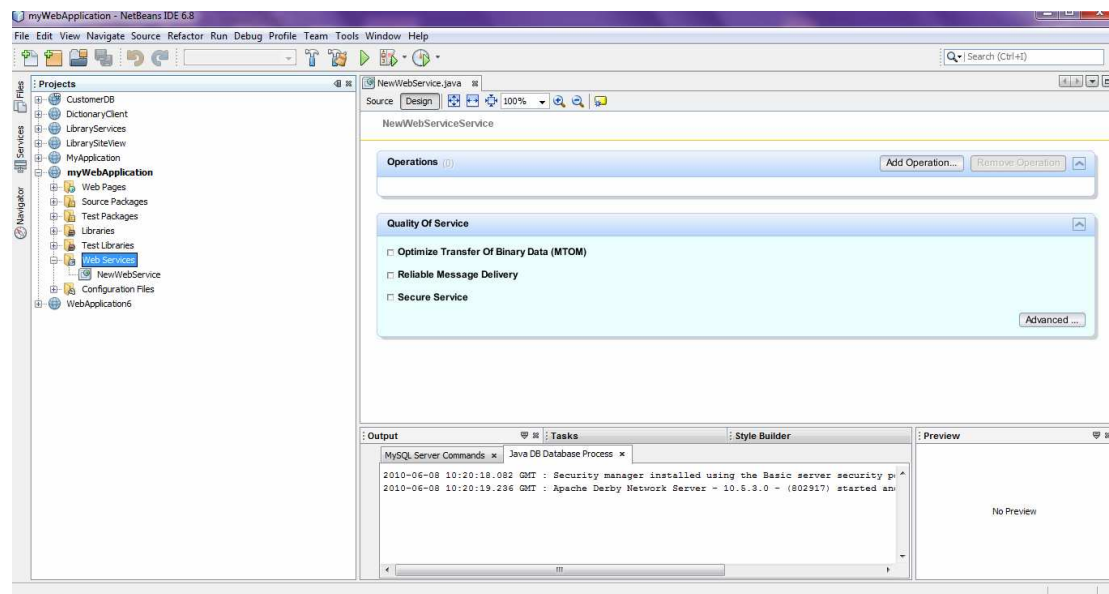 myWebApplication - NetBeans IDE 6.8
File Edit View Navigate Source Refactor Run Debug Profile Team Tools Window Help
Search (Ctrl+I)
Files
Services
Navigator
Projects
CustomerDB
DictionaryClient
LibraryServices
LibrarySiteView
MyApplication
myWebApplication
Web Pages
Source Packages
Test Packages
Libraries
Test Libraries
Web Services
NewWebService
Configuration Files
WebApplication6
NewWebService.java
Source Design 100%
NewWebServiceService
Operations (0) Add Operation... Remove Operation
Quality Of Service
Optimize Transfer Of Binary Data (MTOM)
Reliable Message Delivery
Secure Service
Advanced ...
Output Tasks Style Builder
MySQL Server Commands Java DB Database Process
2010-06-08 10:20:18.082 GMT : Security manager installed using the Basic server security
2010-06-08 10:20:19.236 GMT : Apache Derby Network Server - 10.5.3.0 - (802917) started
Preview
No Preview